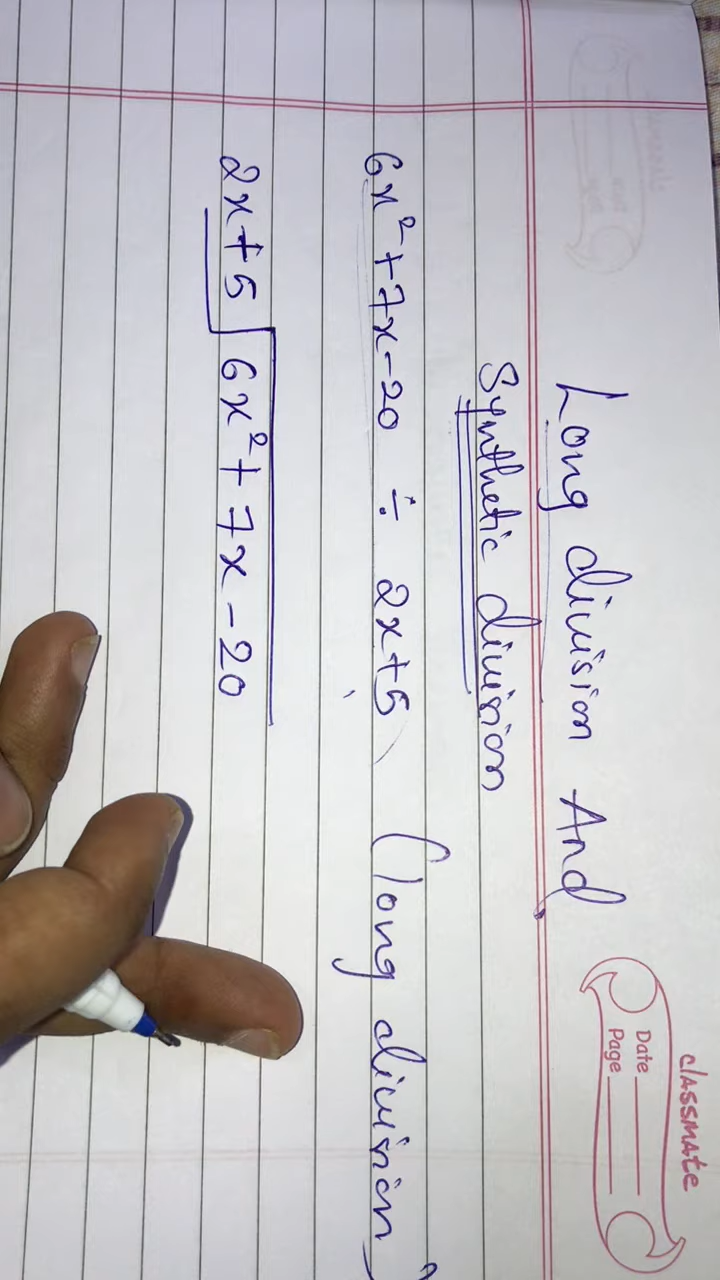 classmate
Date
Page
Long division And
Synthetic division
6x² + 7x - 20 ÷ 2x + 5 (long division)
2x + 5 6x² + 7x - 20